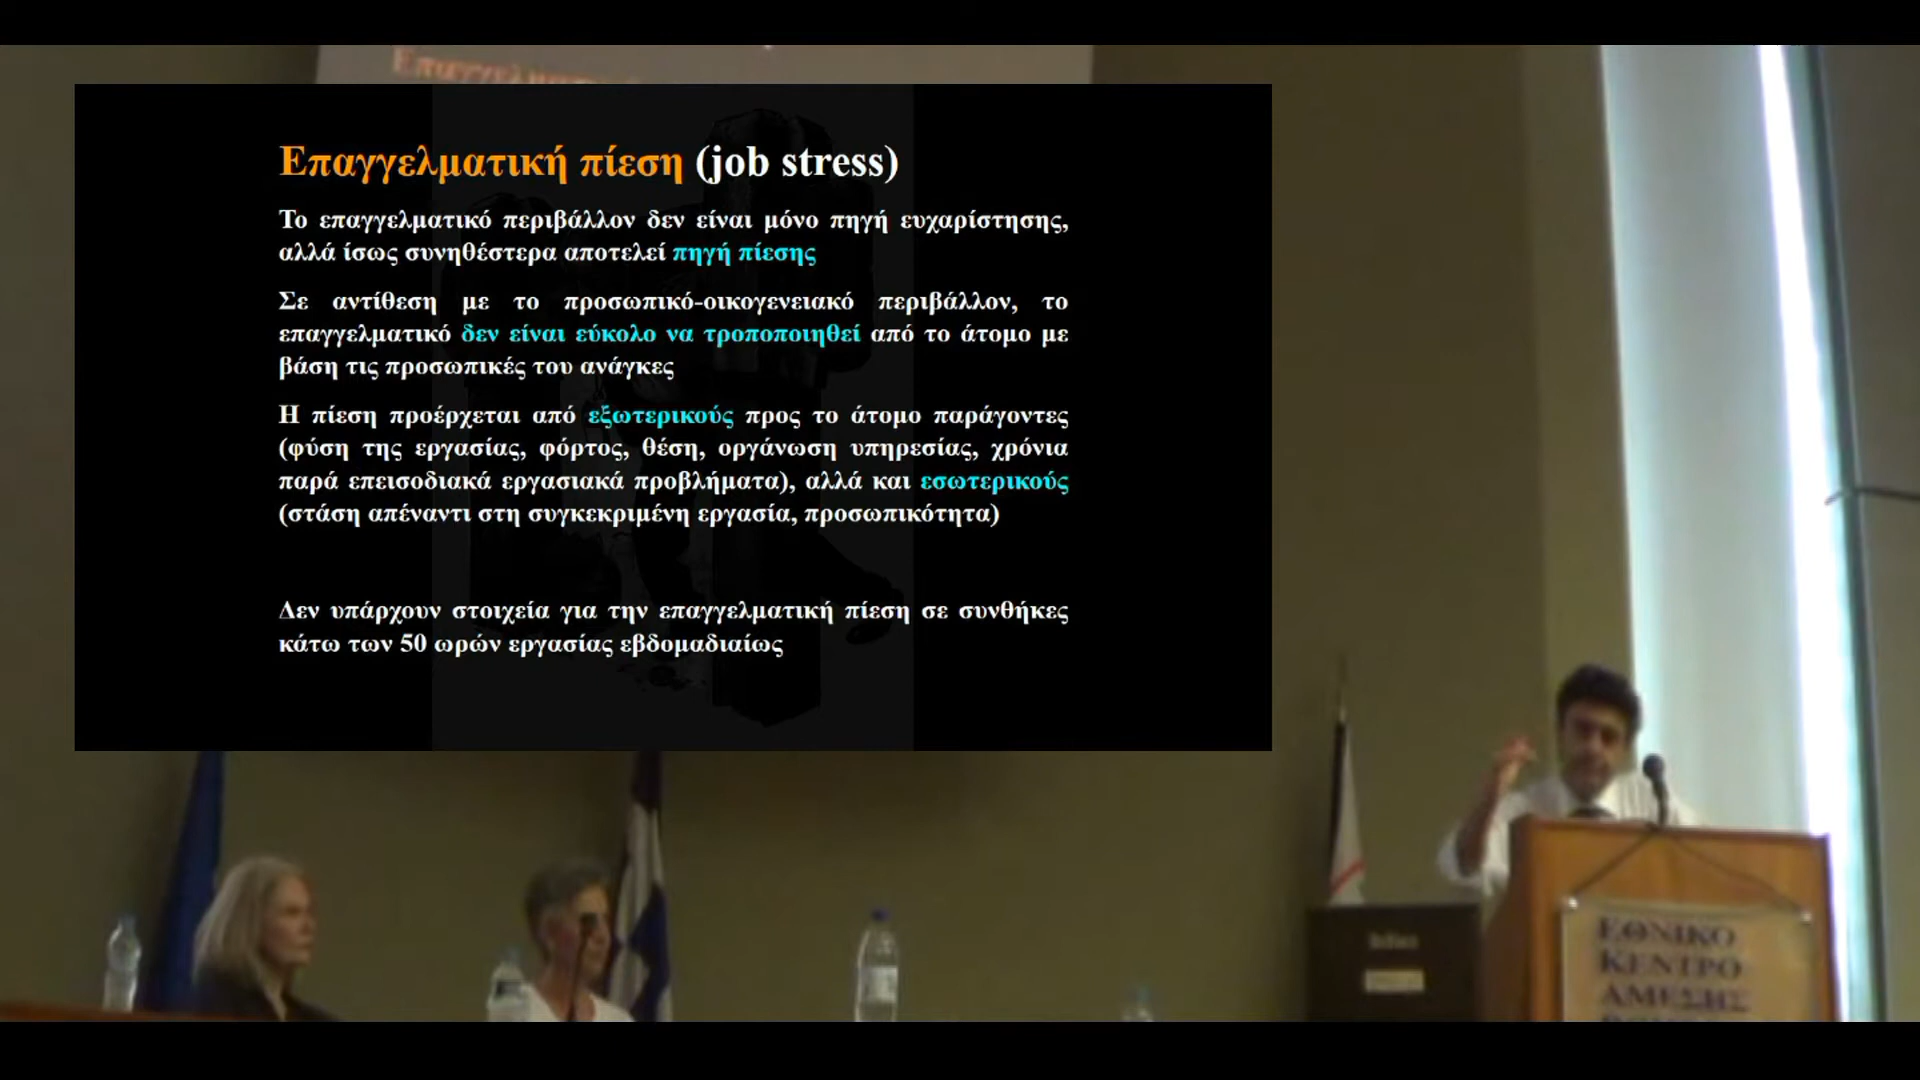 Επαγγελματική πίεση (job stress)
Το επαγγελματικό περιβάλλον δεν είναι μόνο πηγή ευχαρίστησης,
αλλά ίσως συνηθέστερα αποτελεί πηγή πίεσης
Σε αντίθεση με το προσωπικό-οικογενειακό περιβάλλον, το
επαγγελματικό δεν είναι εύκολο να τροποποιηθεί από το άτομο με
βάση τις προσωπικές του ανάγκες
Η πίεση προέρχεται από εξωτερικούς προς το άτομο παράγοντες
(φύση της εργασίας, φόρτος, θέση, οργάνωση υπηρεσίας, χρόνια
παρά επεισοδιακά εργασιακά προβλήματα), αλλά και εσωτερικούς
(στάση απέναντι στη συγκεκριμένη εργασία, προσωπικότητα)
Δεν υπάρχουν στοιχεία για την επαγγελματική πίεση σε συνθήκες
κάτω των 50 ωρών εργασίας εβδομαδιαίως
ΕΘΝΙΚΟ
ΚΕΝΤΡΟ
ΑΜΕΣΗΣ